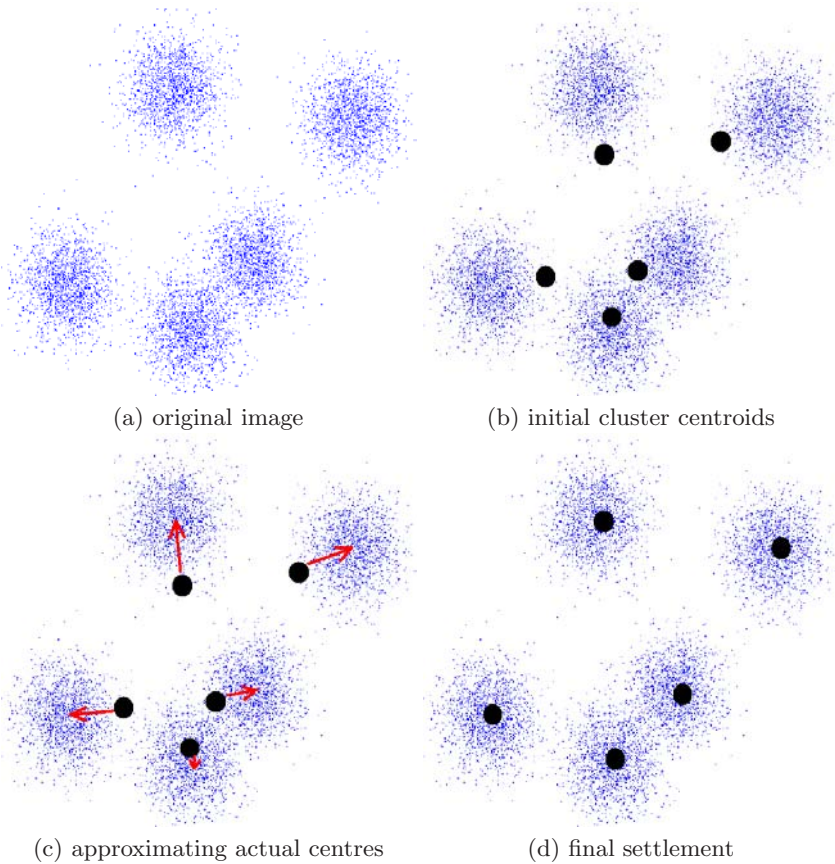 (a) original image
(b) initial cluster centroids
(c) approximating actual centres
(d) final settlement